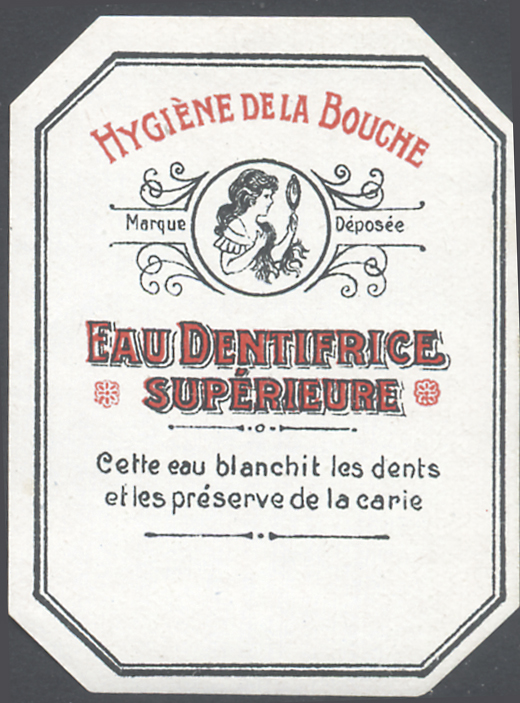 HYGIÈNE DE LA BOUCHE
Marque Déposée
EAU DENTIFRICE
SUPÉRIEURE
Cette eau blanchit les dents
et les préserve de la carie